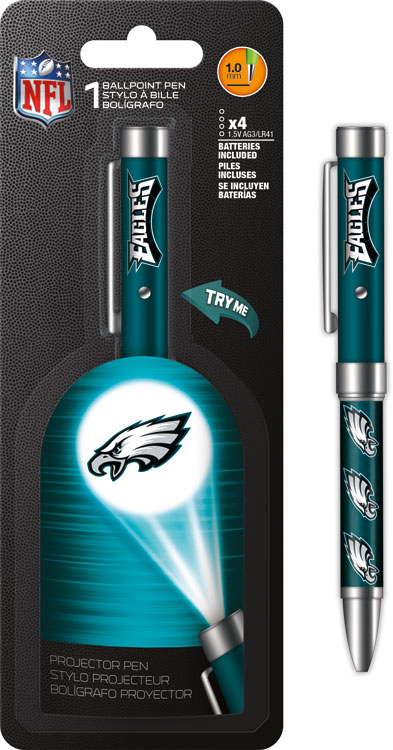 NFL
1 BALLPOINT PEN
STYLO À BILLE
BOLÍGRAFO
1.0
mm
x4
1.5V AG3/LR41
BATTERIES
INCLUDED
PILES
INCLUSES
SE INCLUYEN
BATERÍAS
EAGLES
TRY ME
PROJECTOR PEN
STYLO PROJECTEUR
BOLÍGRAFO PROYECTOR
EAGLES